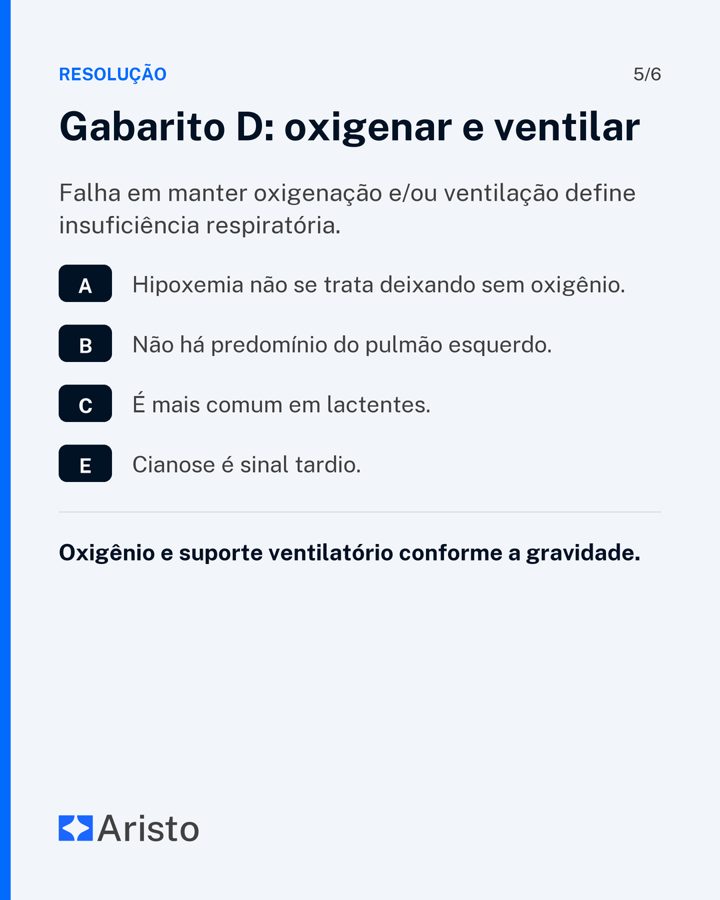 RESOLUÇÃO
5/6
Gabarito D: oxigenar e ventilar
Falha em manter oxigenação e/ou ventilação define
insuficiência respiratória.
A Hipoxemia não se trata deixando sem oxigênio.
B Não há predomínio do pulmão esquerdo.
C É mais comum em lactentes.
E Cianose é sinal tardio.
Oxigênio e suporte ventilatório conforme a gravidade.
Aristo